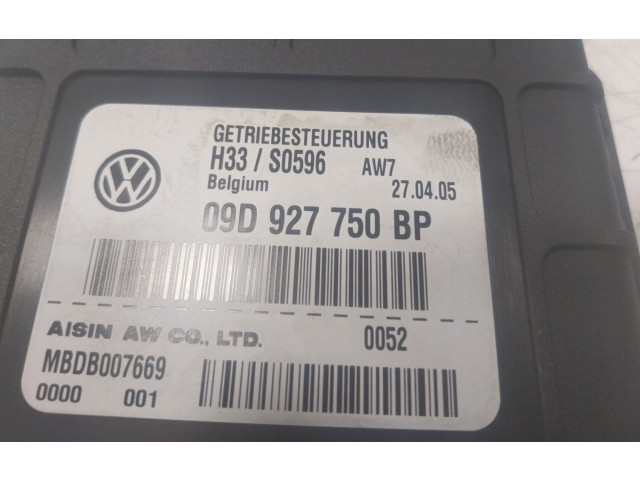 GETRIEBESTEUERUNG
H33 / S0596 AW7
Belgium 27.04.05
09D 927 750 BP
AISIN AW CO., LTD. 0052
MBDB007669
0000 001